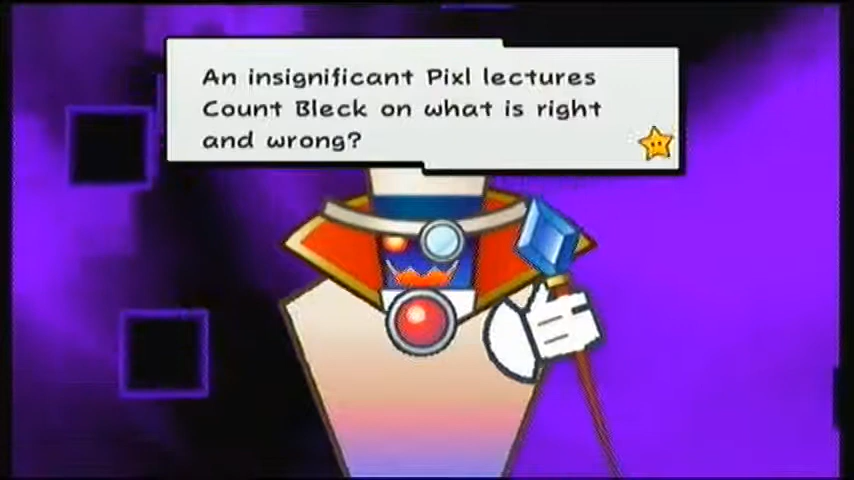 An insignificant Pixl lectures
Count Bleck on what is right
and wrong?